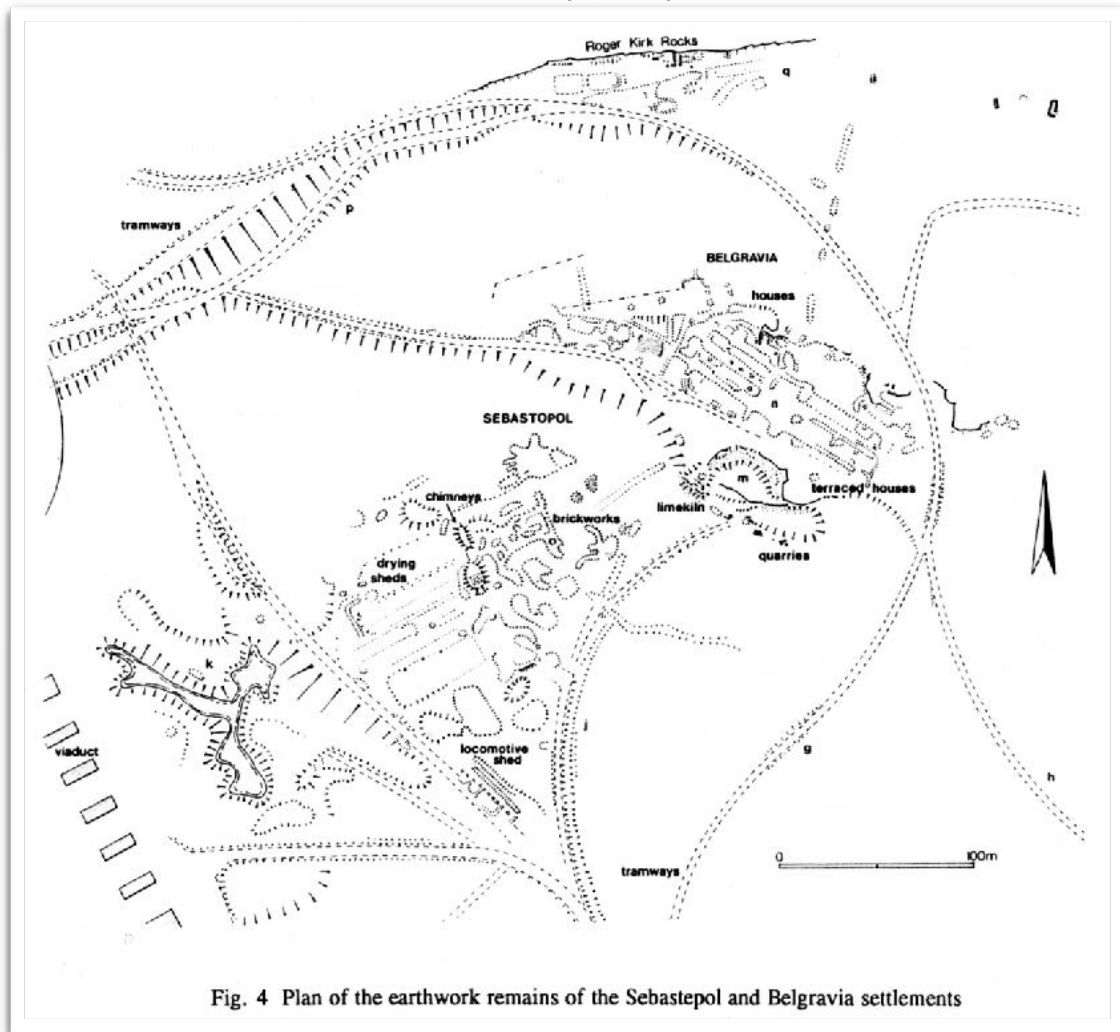 Roger Kirk Rocks
q
tramways
p
BELGRAVIA
houses
n
SEBASTOPOL
chimneys
brickworks
o
drying
sheds
limekiln
m
terraced houses
quarries
k
viaduct
locomotive
shed
j
g
h
tramways
0
100m
Fig. 4 Plan of the earthwork remains of the Sebastepol and Belgravia settlements